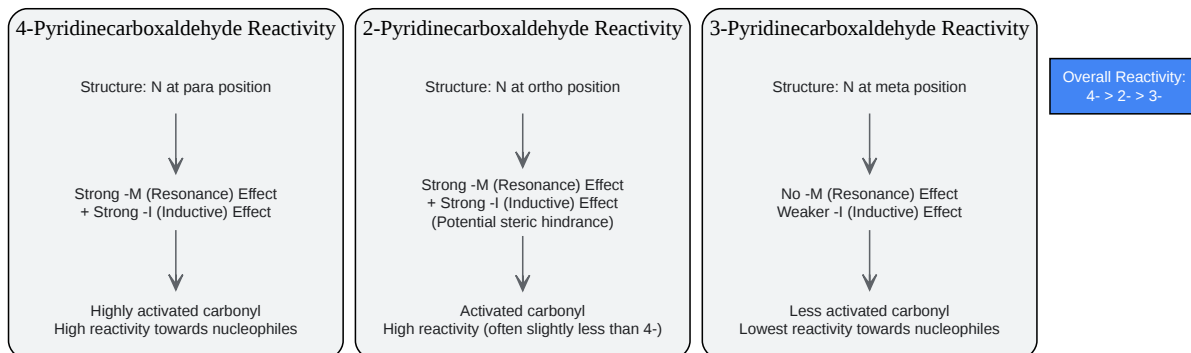 4-Pyridinecarboxaldehyde Reactivity
Structure: N at para position
Strong -M (Resonance) Effect
+ Strong -I (Inductive) Effect
Highly activated carbonyl
High reactivity towards nucleophiles
2-Pyridinecarboxaldehyde Reactivity
Structure: N at ortho position
Strong -M (Resonance) Effect
+ Strong -I (Inductive) Effect
(Potential steric hindrance)
Activated carbonyl
High reactivity (often slightly less than 4-)
3-Pyridinecarboxaldehyde Reactivity
Structure: N at meta position
No -M (Resonance) Effect
Weaker -I (Inductive) Effect
Less activated carbonyl
Lowest reactivity towards nucleophiles
Overall Reactivity:
4- > 2- > 3-